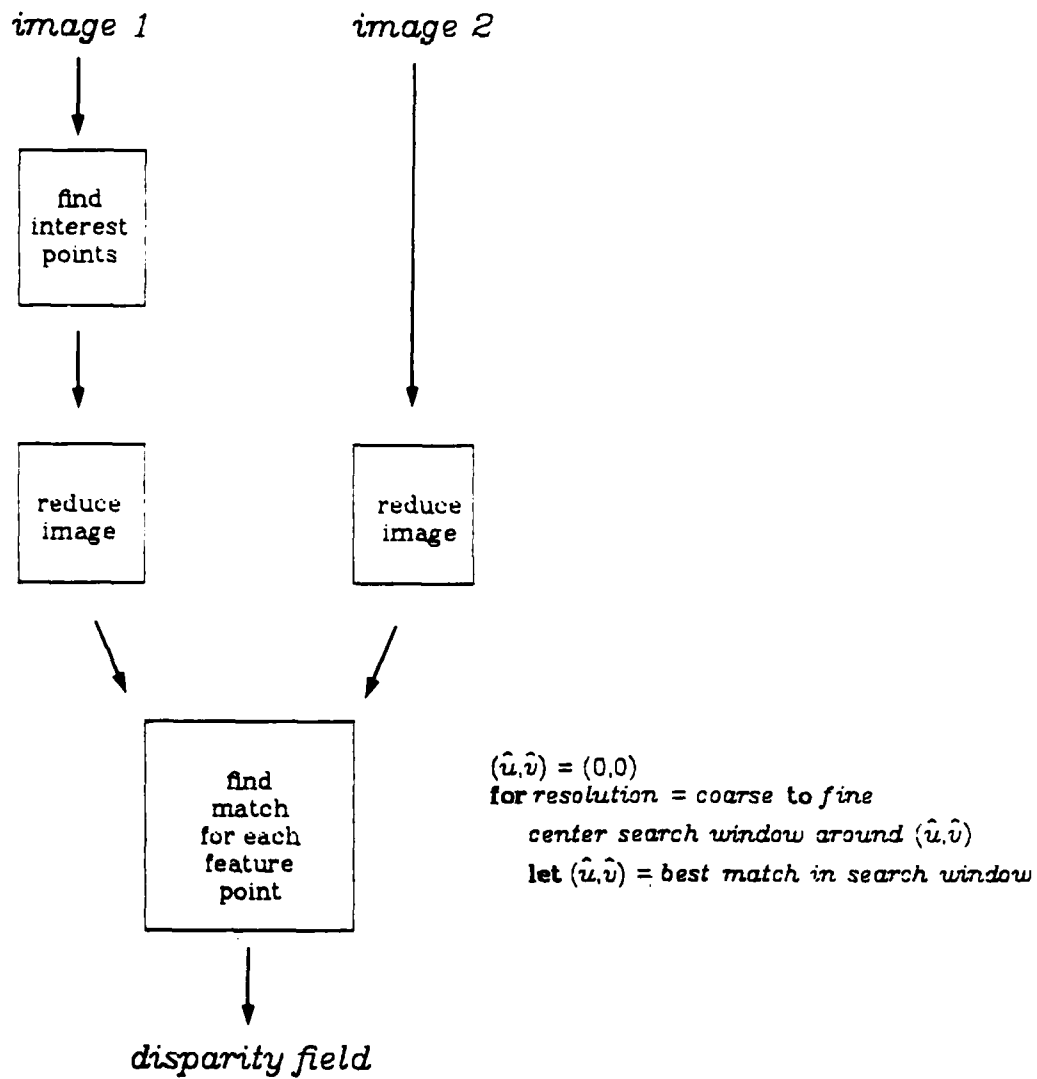 image 1
image 2
find
interest
points
reduce
image
reduce
image
find
match
for each
feature
point
(û,v̂) = (0,0)
for resolution = coarse to fine
center search window around (û,v̂)
let (û,v̂) = best match in search window
disparity field